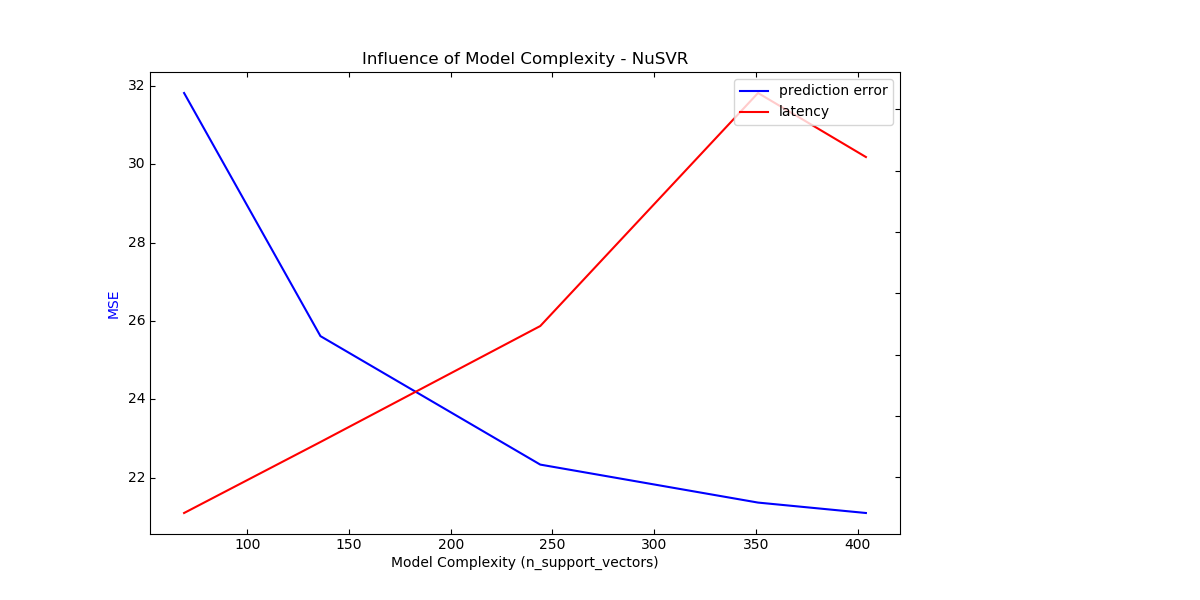 Influence of Model Complexity - NuSVR
prediction error
latency
32
30
28
26
24
22
MSE
100 150 200 250 300 350 400
Model Complexity (n_support_vectors)